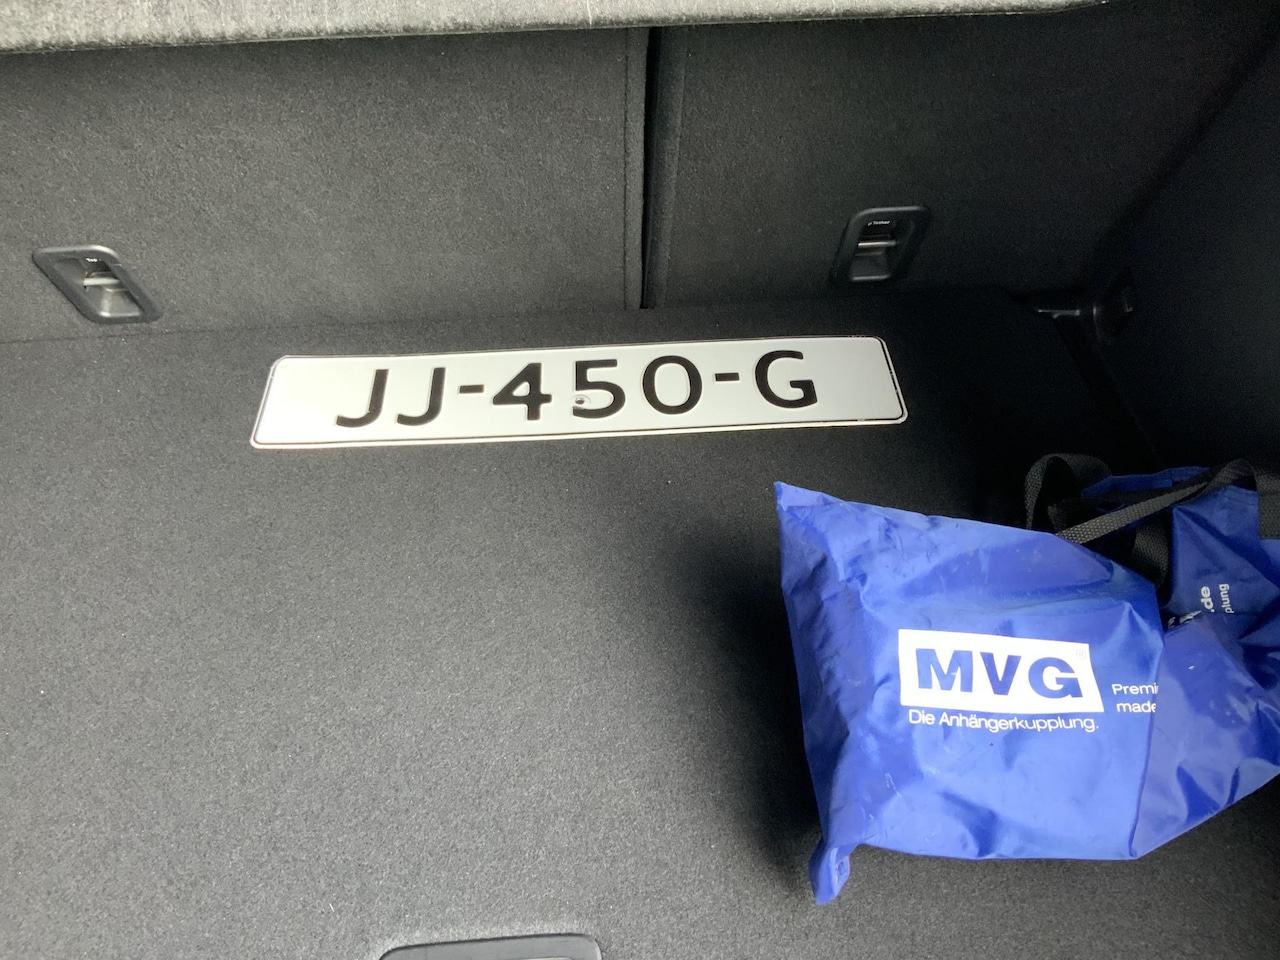 JJ-450-G
MVG®
Die Anhängerkupplung.